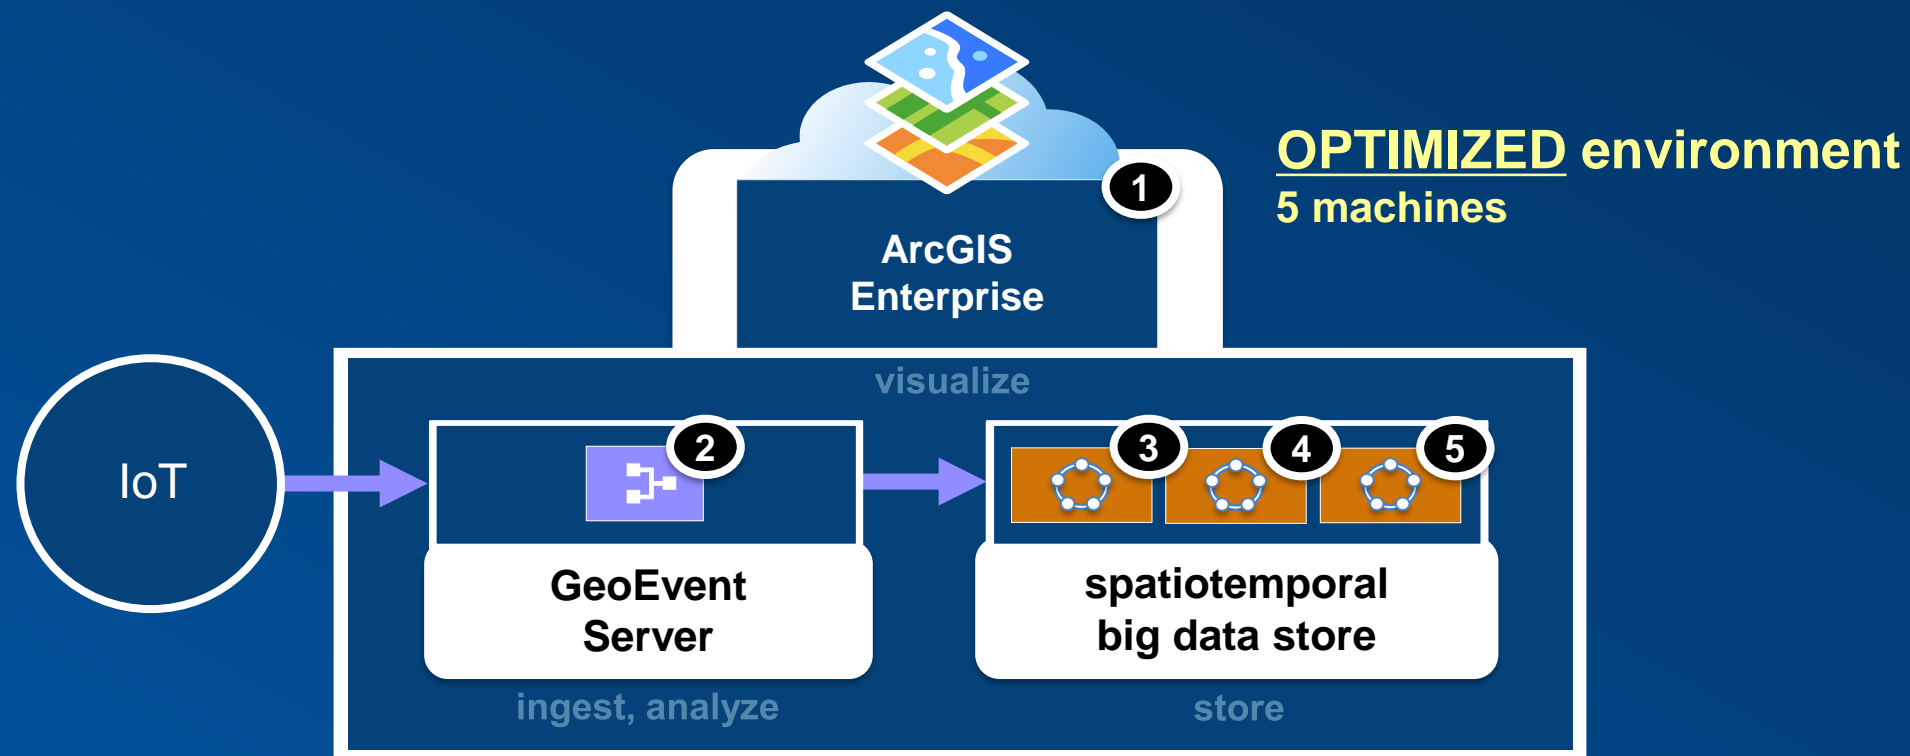 OPTIMIZED environment
5 machines
1
ArcGIS
Enterprise
visualize
IoT
2
3
4
5
GeoEvent
Server
spatiotemporal
big data store
ingest, analyze
store